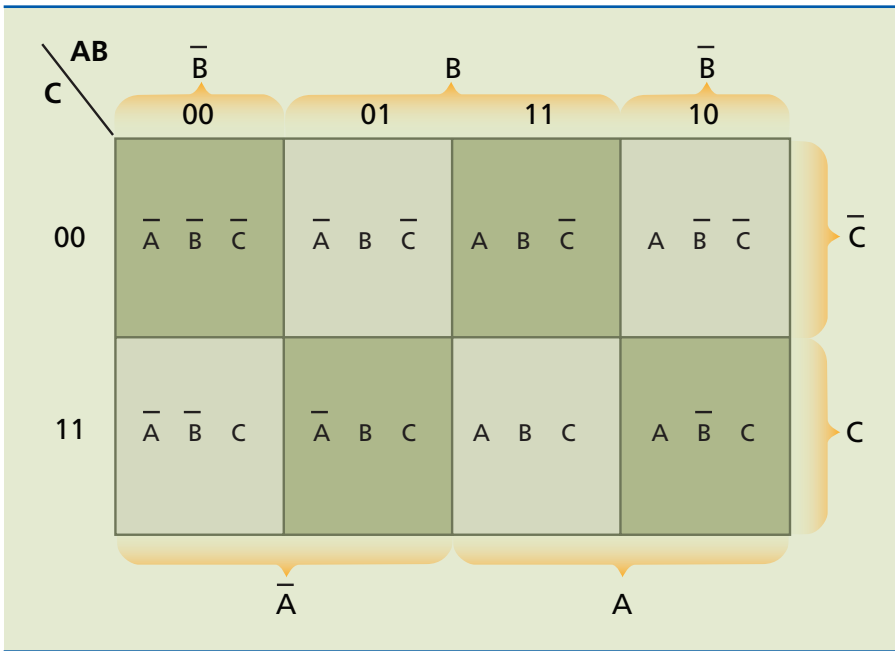 AB
C
B̅ B B̅
00 01 11 10
00 A̅ B̅ C̅ A̅ B C̅ A B C̅ A B̅ C̅ C̅
11 A̅ B̅ C A̅ B C A B C A B̅ C C
A̅ A